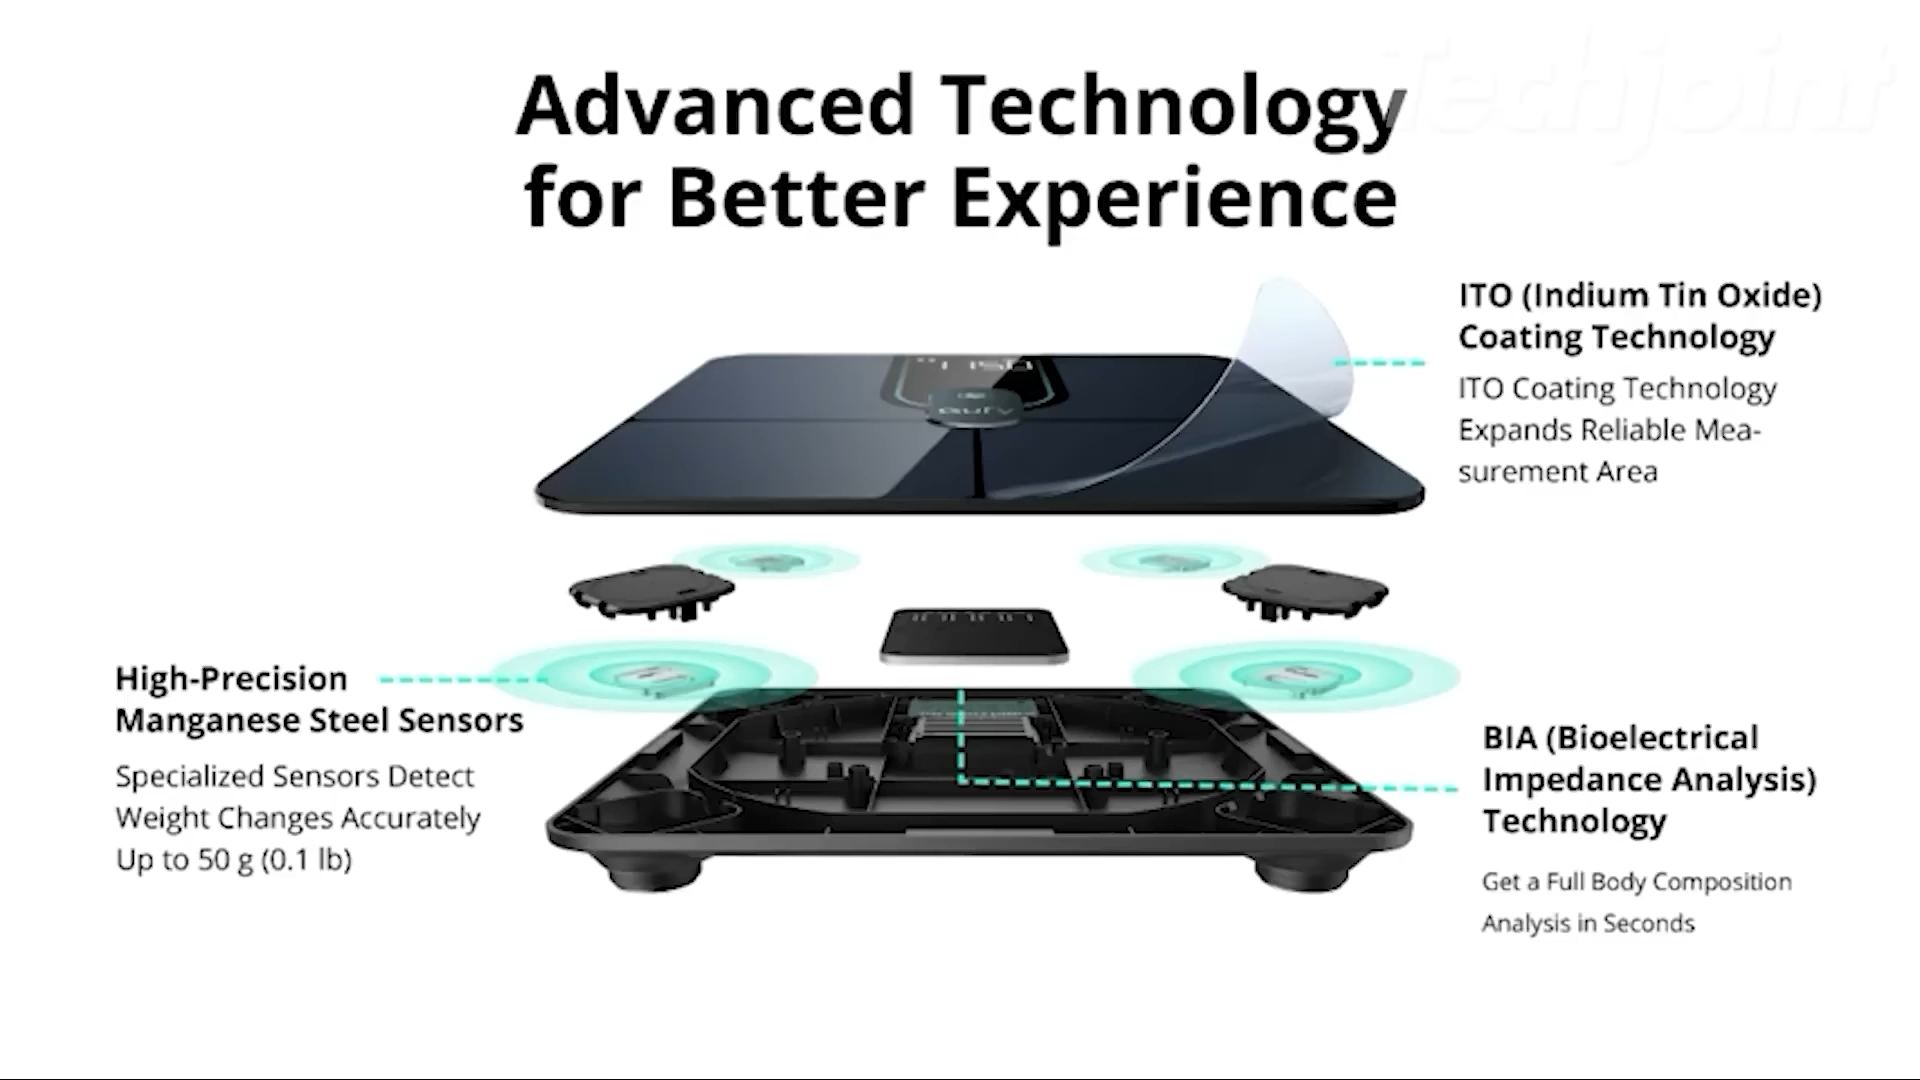 Techjoint
Advanced Technology
for Better Experience
ITO (Indium Tin Oxide)
Coating Technology
ITO Coating Technology
Expands Reliable Mea-
surement Area
eufy
High-Precision
Manganese Steel Sensors
Specialized Sensors Detect
Weight Changes Accurately
Up to 50 g (0.1 lb)
BIA (Bioelectrical
Impedance Analysis)
Technology
Get a Full Body Composition
Analysis in Seconds